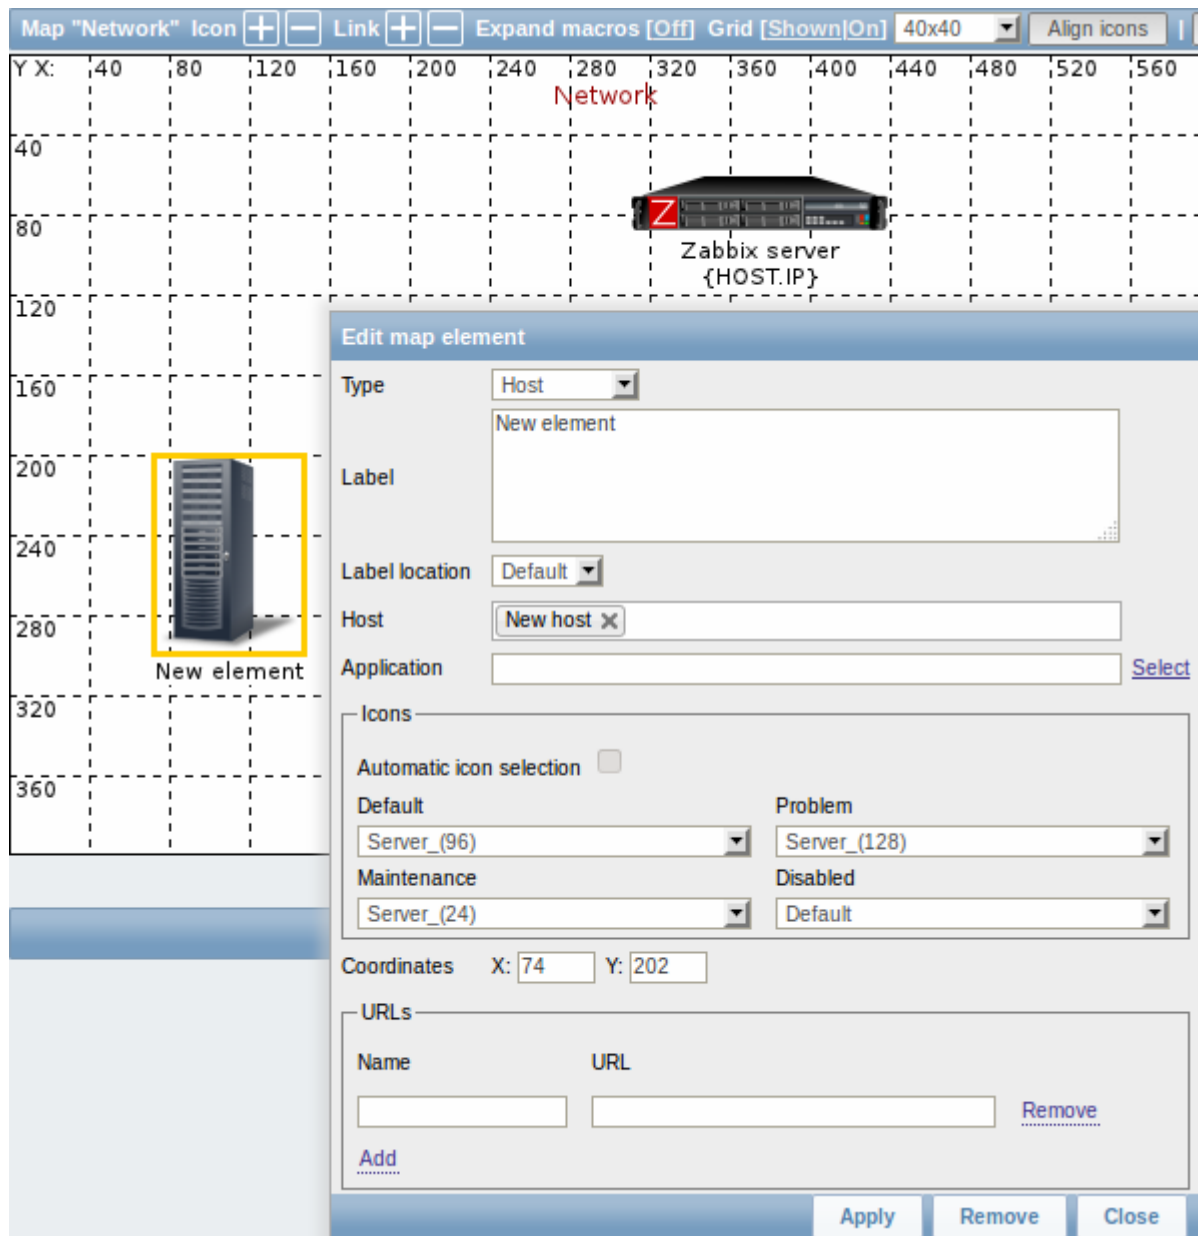 Map "Network" Icon Link Expand macros [Off] Grid [Shown|On] 40x40 Align icons |
Y X: 40 80 120 160 200 240 280 320 360 400 440 480 520 560
Network
40
Z
80
Zabbix server
{HOST.IP}
120
Edit map element
160
Type Host
New element
200
Label
240
Label location Default
280
Host New host
New element
Application Select
320
Icons
Automatic icon selection
360
Default Problem
Server_(96) Server_(128)
Maintenance Disabled
Server_(24) Default
Coordinates X: 74 Y: 202
URLs
Name URL
Remove
Add
Apply Remove Close